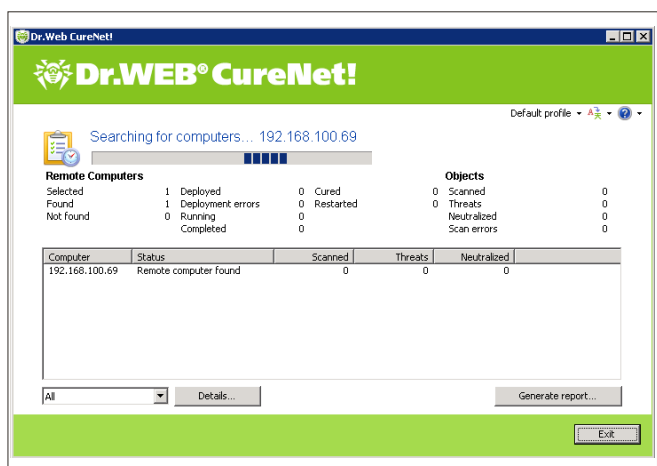 Dr.Web CureNet!
Dr.WEB® CureNet!
Default profile
Searching for computers... 192.168.100.69
Remote Computers Objects
Selected 1 Deployed 0 Cured 0 Scanned 0
Found 1 Deployment errors 0 Restarted 0 Threats 0
Not found 0 Running 0 Neutralized 0
Completed 0 Scan errors 0
Computer Status Scanned Threats Neutralized
192.168.100.69 Remote computer found 0 0 0
All Details... Generate report...
Exit